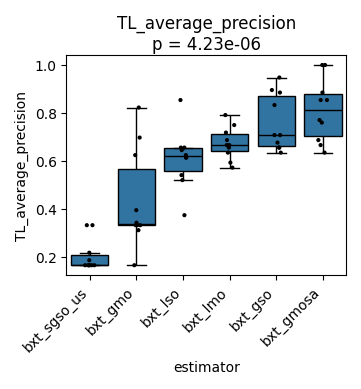 TL_average_precision
p = 4.23e-06
TL_average_precision
1.0
0.8
0.6
0.4
0.2
bxt_sgso_us
bxt_gmo
bxt_lso
bxt_lmo
bxt_gso
bxt_gmosa
estimator